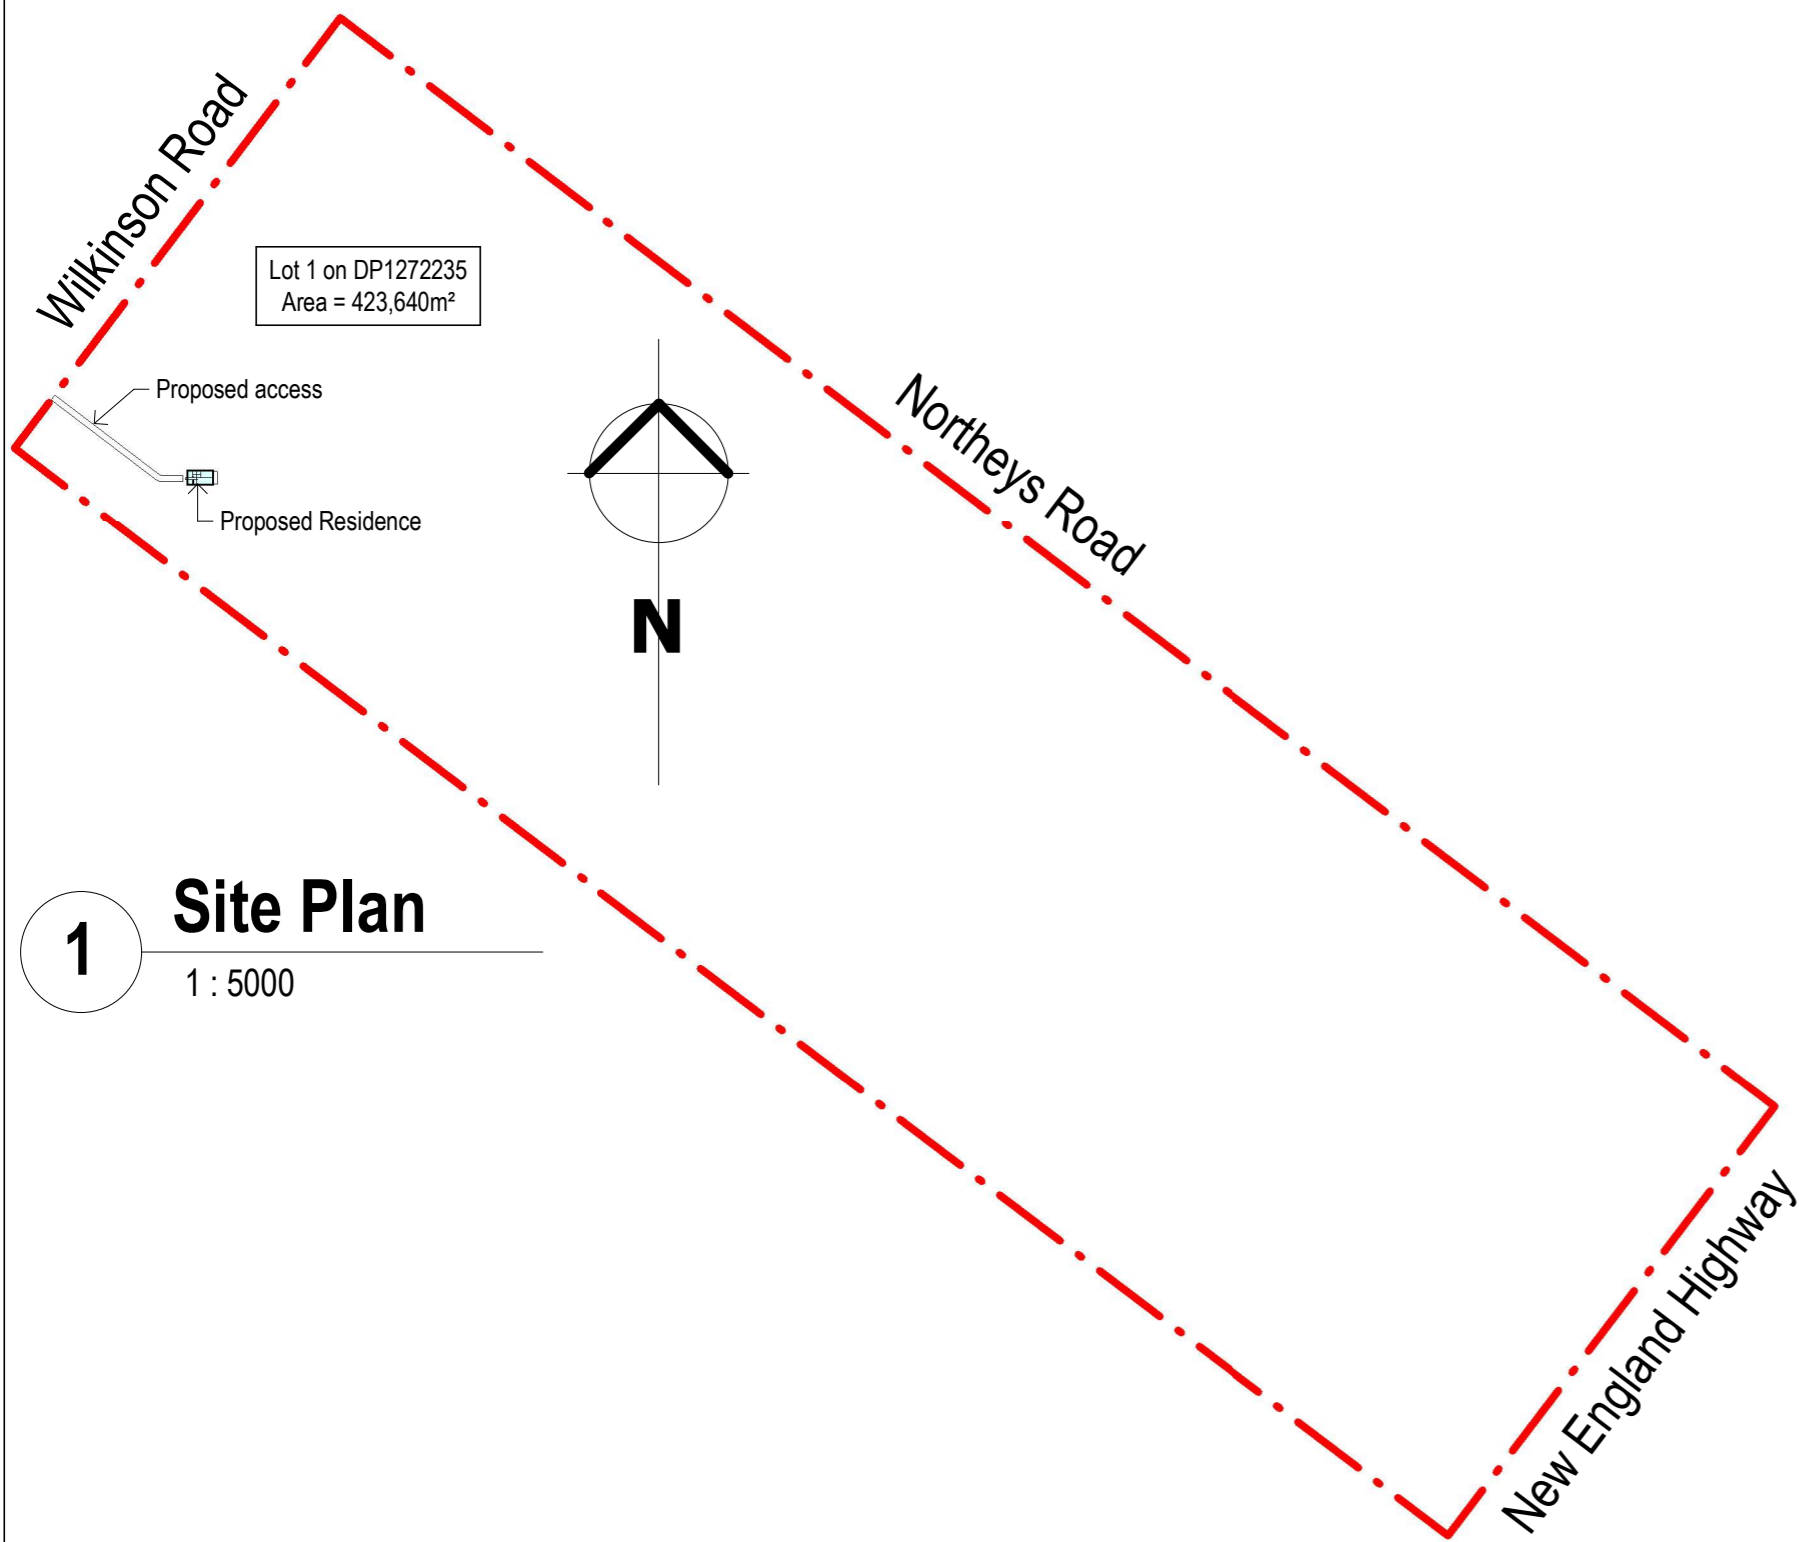 Wilkinson Road
Lot 1 on DP1272235
Area = 423,640m²
Proposed access
Proposed Residence
Northeys Road
N
1
Site Plan
1 : 5000
New England Highway